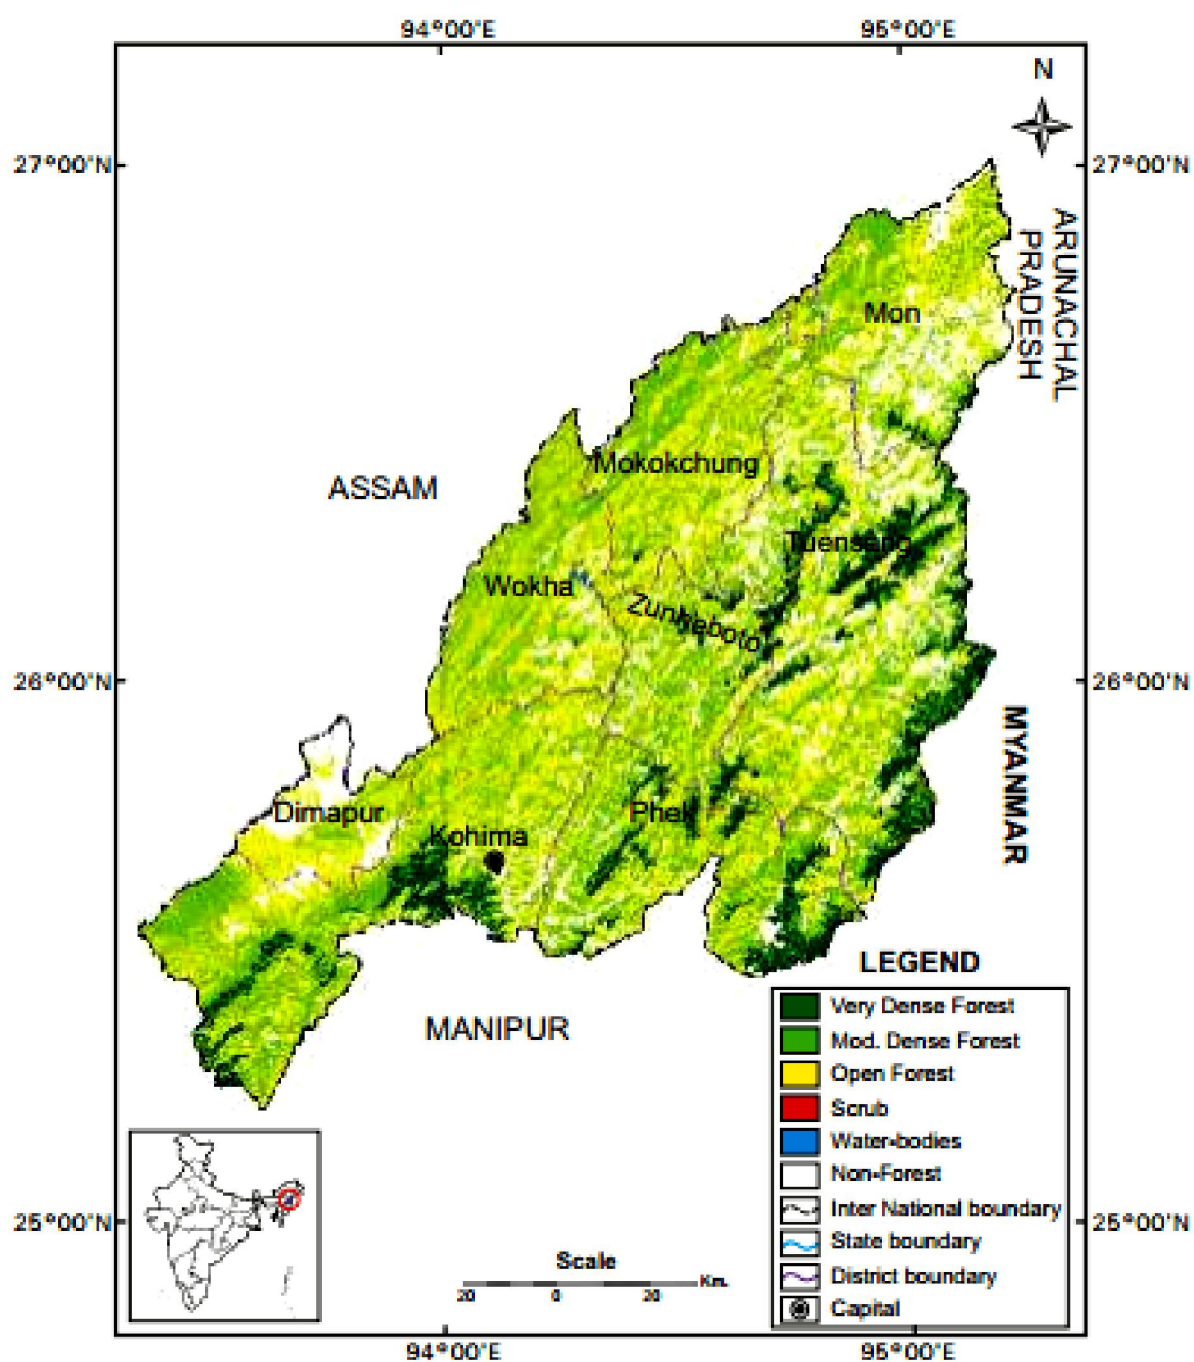 94°00'E 95°00'E
N
27°00'N 27°00'N
ARUNACHAL
PRADESH
Mon
Mokokchung
ASSAM
Tuensang
Wokha
Zunheboto
26°00'N 26°00'N
MYANMAR
Dimapur
Phek
Kohima
LEGEND
Very Dense Forest
MANIPUR
Mod. Dense Forest
Open Forest
Scrub
Water-bodies
Non-Forest
Inter National boundary
25°00'N 25°00'N
State boundary
Scale
District boundary
Km.
20 0 20
Capital
94°00'E 95°00'E